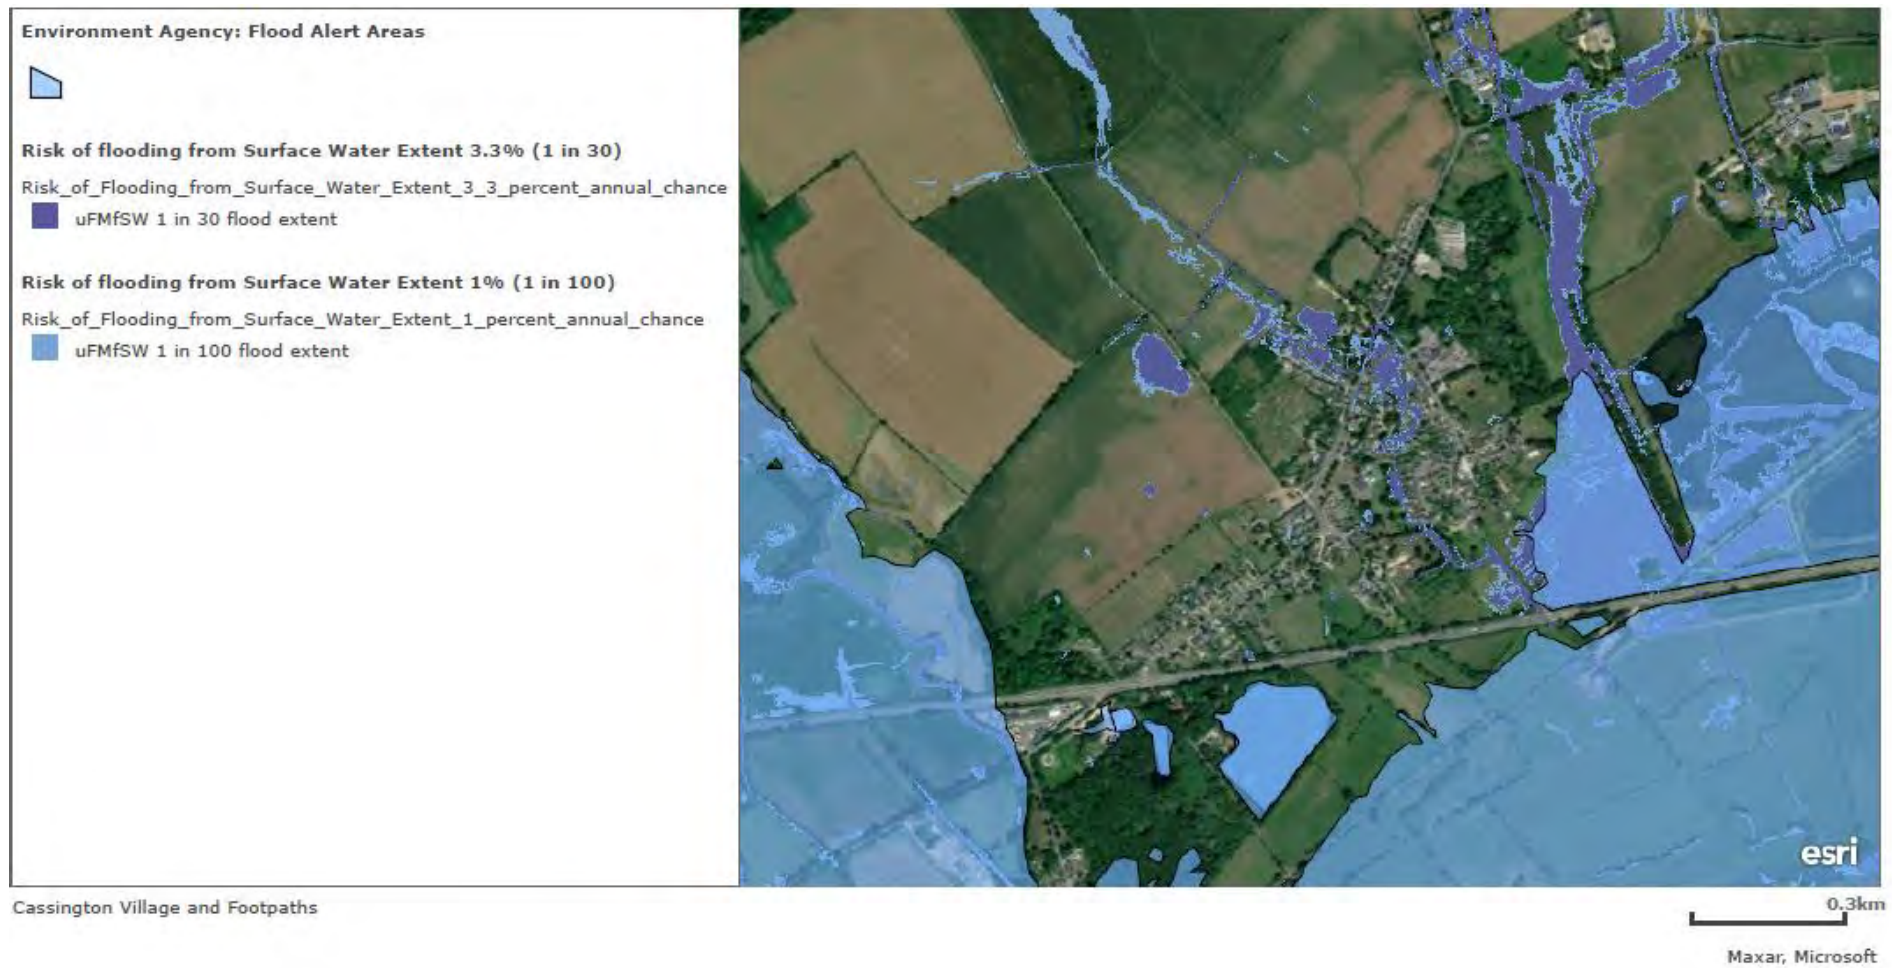 Environment Agency: Flood Alert Areas
Risk of flooding from Surface Water Extent 3.3% (1 in 30)
Risk_of_Flooding_from_Surface_Water_Extent_3_3_percent_annual_chance
uFMfSW 1 in 30 flood extent
Risk of flooding from Surface Water Extent 1% (1 in 100)
Risk_of_Flooding_from_Surface_Water_Extent_1_percent_annual_chance
uFMfSW 1 in 100 flood extent
esri
Cassington Village and Footpaths
0.3km
Maxar, Microsoft